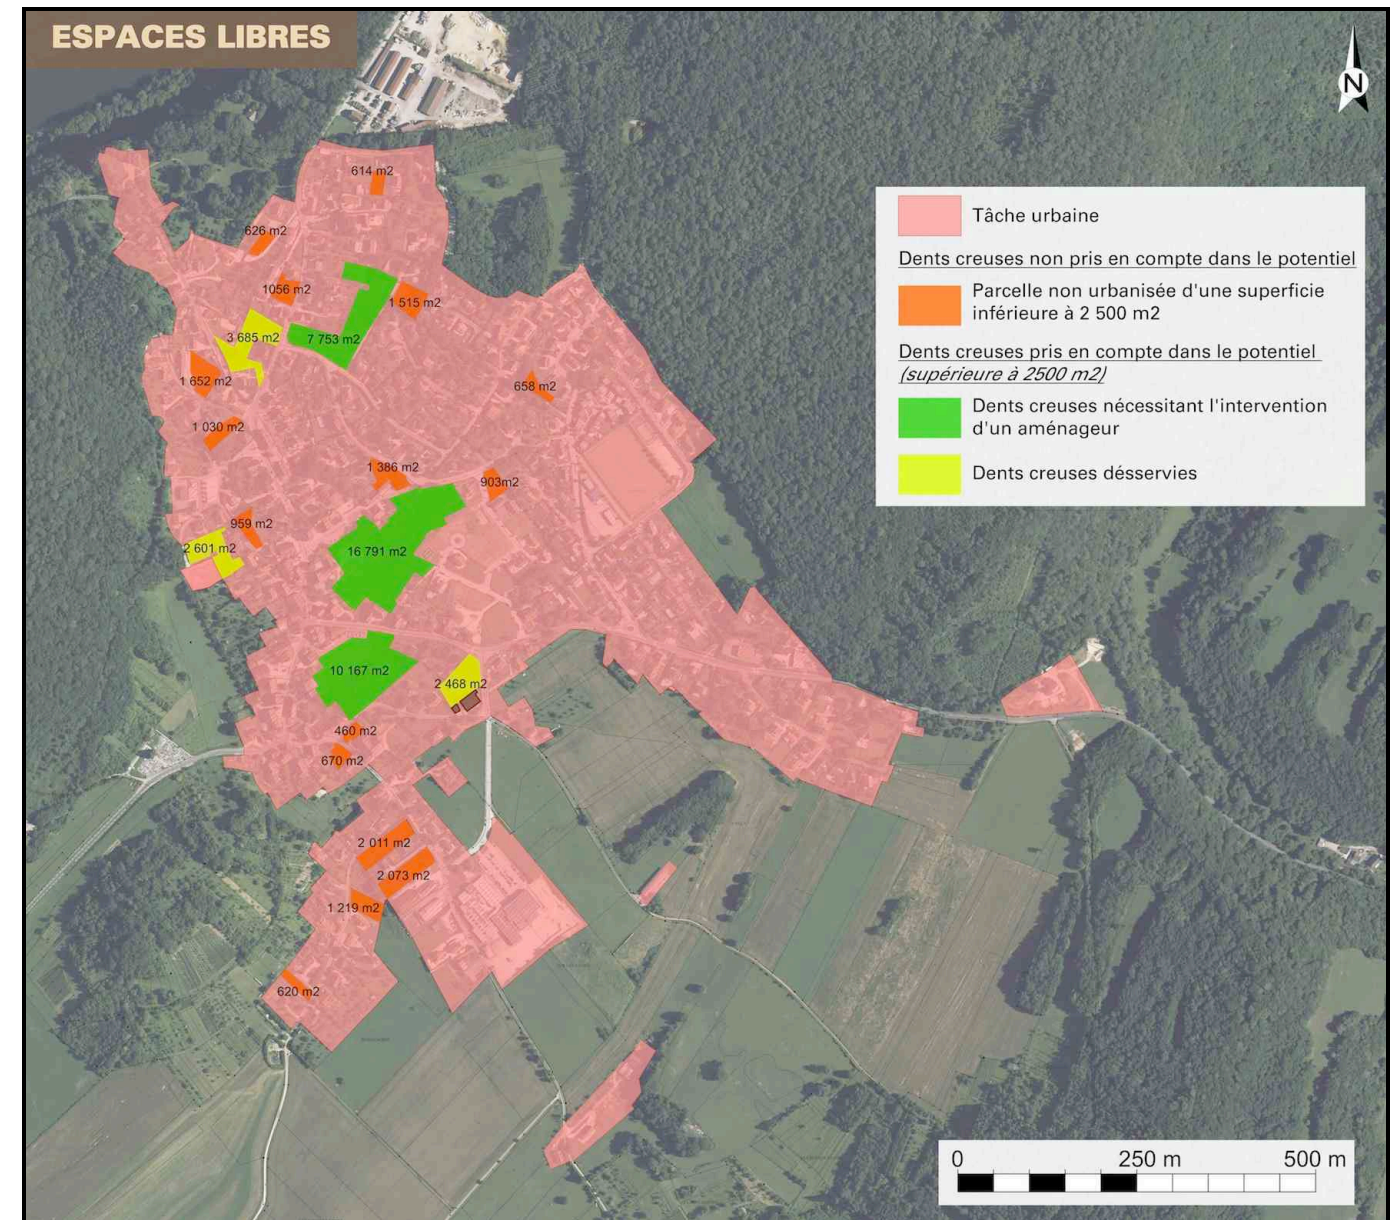 ESPACES LIBRES
N
614 m2
626 m2
1056 m2
1 515 m2
3 685 m2
7 753 m2
1 652 m2
658 m2
1 030 m2
1 386 m2
903m2
959 m2
2 601 m2
16 791 m2
10 167 m2
2 468 m2
460 m2
670 m2
2 011 m2
2 073 m2
1 219 m2
620 m2
Tâche urbaine
Dents creuses non pris en compte dans le potentiel
Parcelle non urbanisée d'une superficie
inférieure à 2 500 m2
Dents creuses pris en compte dans le potentiel
(supérieure à 2500 m2)
Dents creuses nécessitant l'intervention
d'un aménageur
Dents creuses désservies
0 250 m 500 m